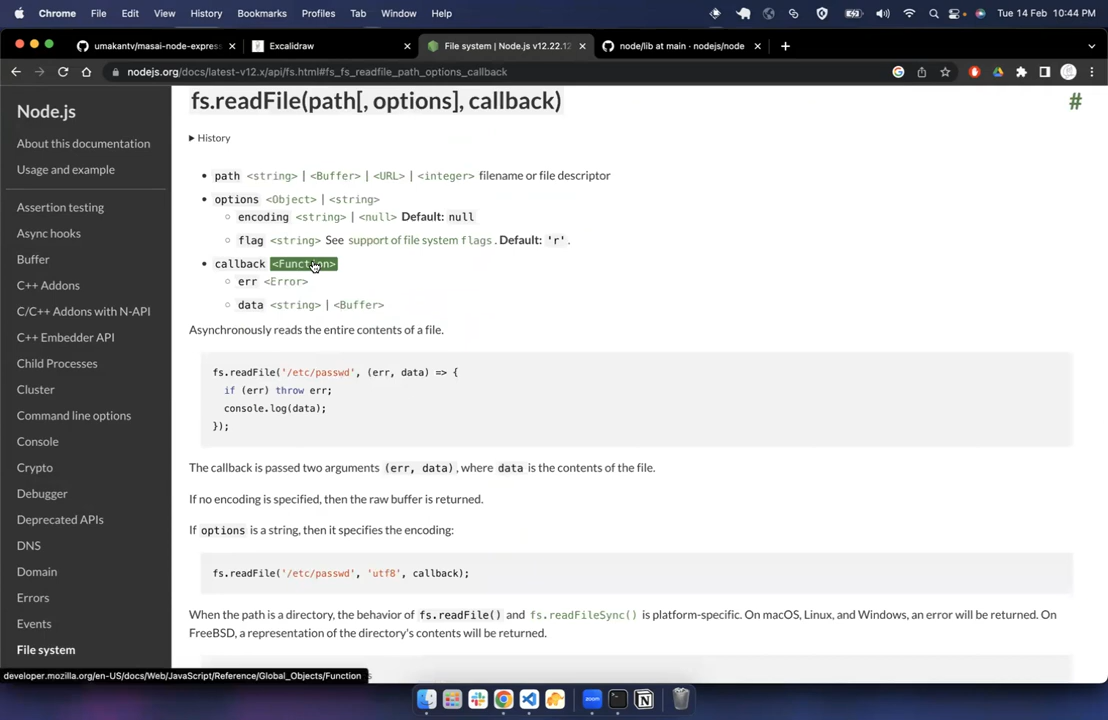 Chrome File Edit View History Bookmarks Profiles Tab Window Help Tue 14 Feb 10:44 PM
umakantv/masai-node-expres Excalidraw File system | Node.js v12.22.12 node/lib at main · nodejs/node
nodejs.org/docs/latest-v12.x/api/fs.html#fs_fs_readfile_path_options_callback
Node.js
About this documentation
Usage and example
Assertion testing
Async hooks
Buffer
C++ Addons
C/C++ Addons with N-API
C++ Embedder API
Child Processes
Cluster
Command line options
Console
Crypto
Debugger
Deprecated APIs
DNS
Domain
Errors
Events
File system
fs.readFile(path[, options], callback) #
History
path <string> | <Buffer> | <URL> | <integer> filename or file descriptor
options <Object> | <string>
encoding <string> | <null> Default: null
flag <string> See support of file system flags. Default: 'r'.
callback <Function>
err <Error>
data <string> | <Buffer>
Asynchronously reads the entire contents of a file.
fs.readFile('/etc/passwd', (err, data) => {
if (err) throw err;
console.log(data);
});
The callback is passed two arguments (err, data), where data is the contents of the file.
If no encoding is specified, then the raw buffer is returned.
If options is a string, then it specifies the encoding:
fs.readFile('/etc/passwd', 'utf8', callback);
When the path is a directory, the behavior of fs.readFile() and fs.readFileSync() is platform-specific. On macOS, Linux, and Windows, an error will be returned. On
FreeBSD, a representation of the directory's contents will be returned.
developer.mozilla.org/en-US/docs/Web/JavaScript/Reference/Global_Objects/Function
zoom